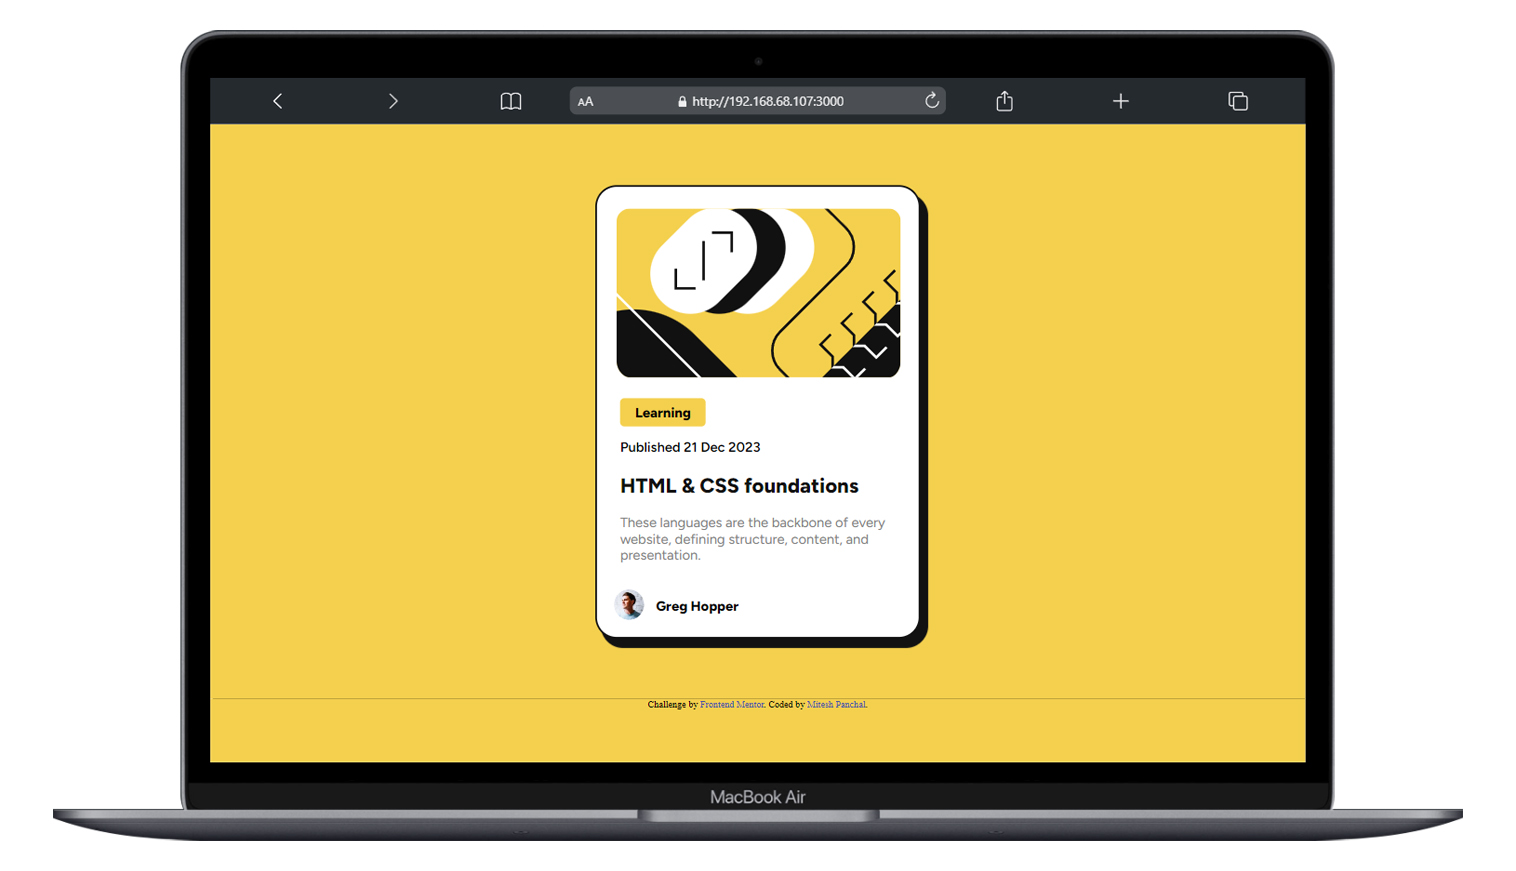 AA
http://192.168.68.107:3000
Learning
Published 21 Dec 2023
HTML & CSS foundations
These languages are the backbone of every
website, defining structure, content, and
presentation.
Greg Hopper
Challenge by Frontend Mentor. Coded by Mitesh Panchal.
MacBook Air